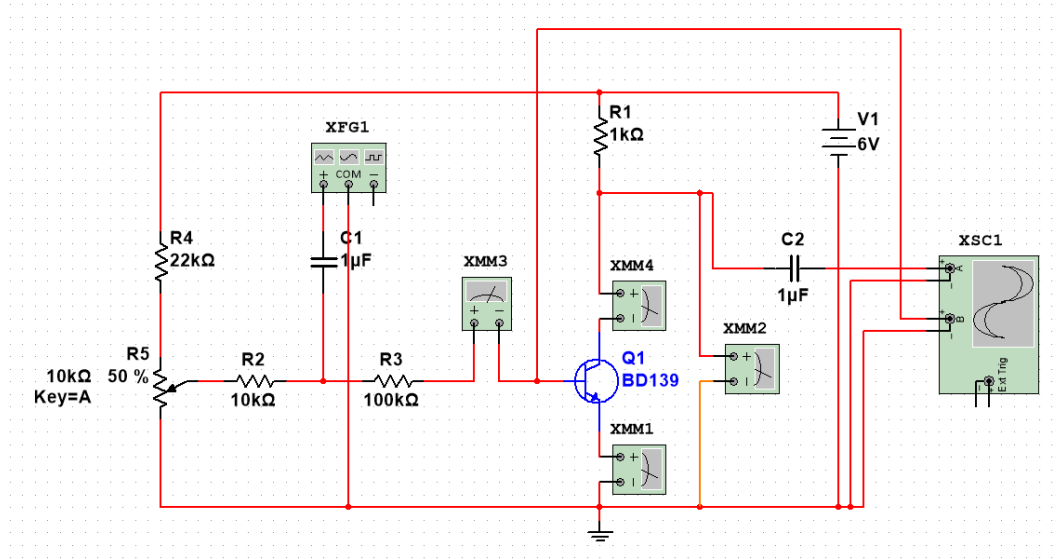 XFG1
+ COM −
R1
1kΩ
V1
6V
R4
22kΩ
C1
1µF
XMM3
+ −
XMM4
+
−
C2
1µF
XSC1
+
A
−
+
B
−
Ext Trig
−
+
R5
10kΩ
50 %
Key=A
R2
10kΩ
R3
100kΩ
Q1
BD139
XMM2
+
−
XMM1
+
−